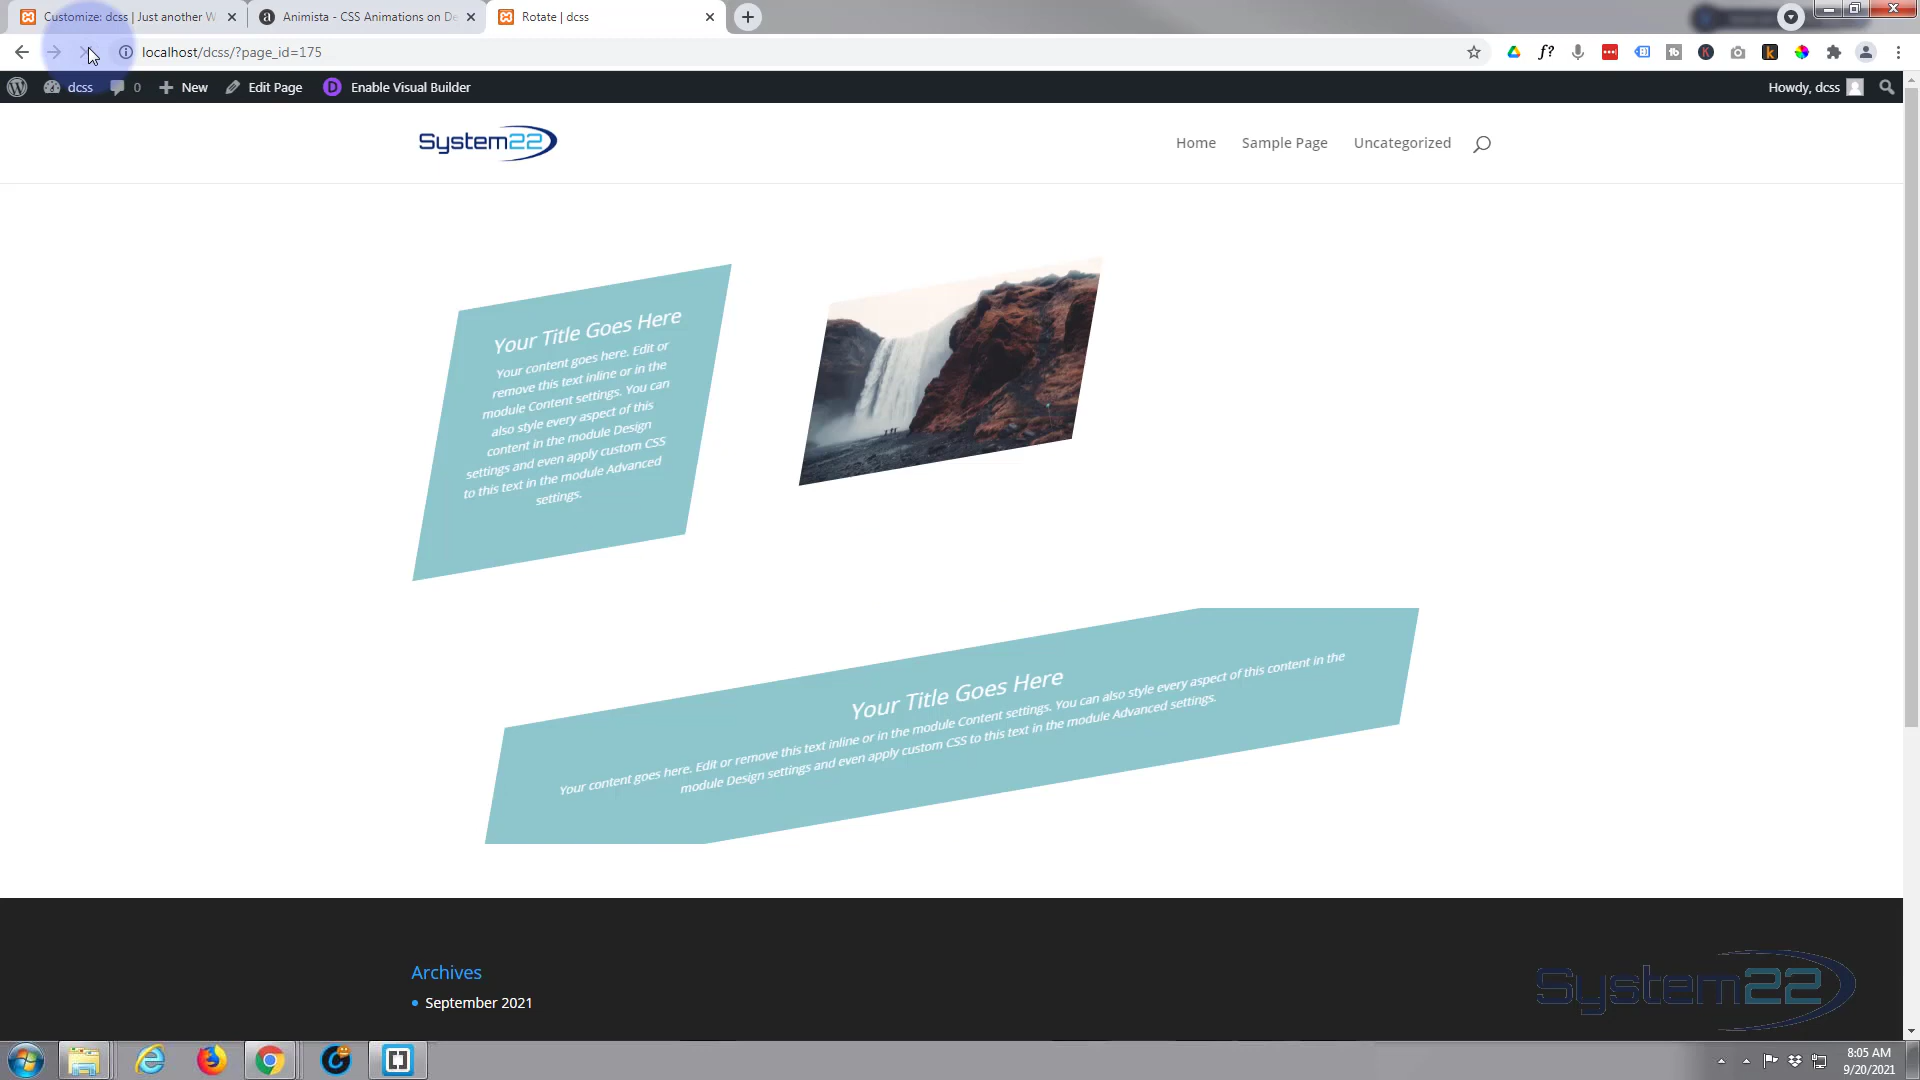 Customize: dcss | Just another W
Animista - CSS Animations on De
Rotate | dcss
localhost/dcss/?page_id=175
dcss
0
New
Edit Page
Enable Visual Builder
Howdy, dcss
System22
Home
Sample Page
Uncategorized
Your Title Goes Here
Your content goes here. Edit or
remove this text inline or in the
module Content settings. You can
also style every aspect of this
content in the module Design
settings and even apply custom CSS
to this text in the module Advanced
settings.
Your Title Goes Here
Your content goes here. Edit or remove this text inline or in the module Content settings. You can also style every aspect of this content in the
module Design settings and even apply custom CSS to this text in the module Advanced settings.
Archives
September 2021
System22
8:05 AM
9/20/2021